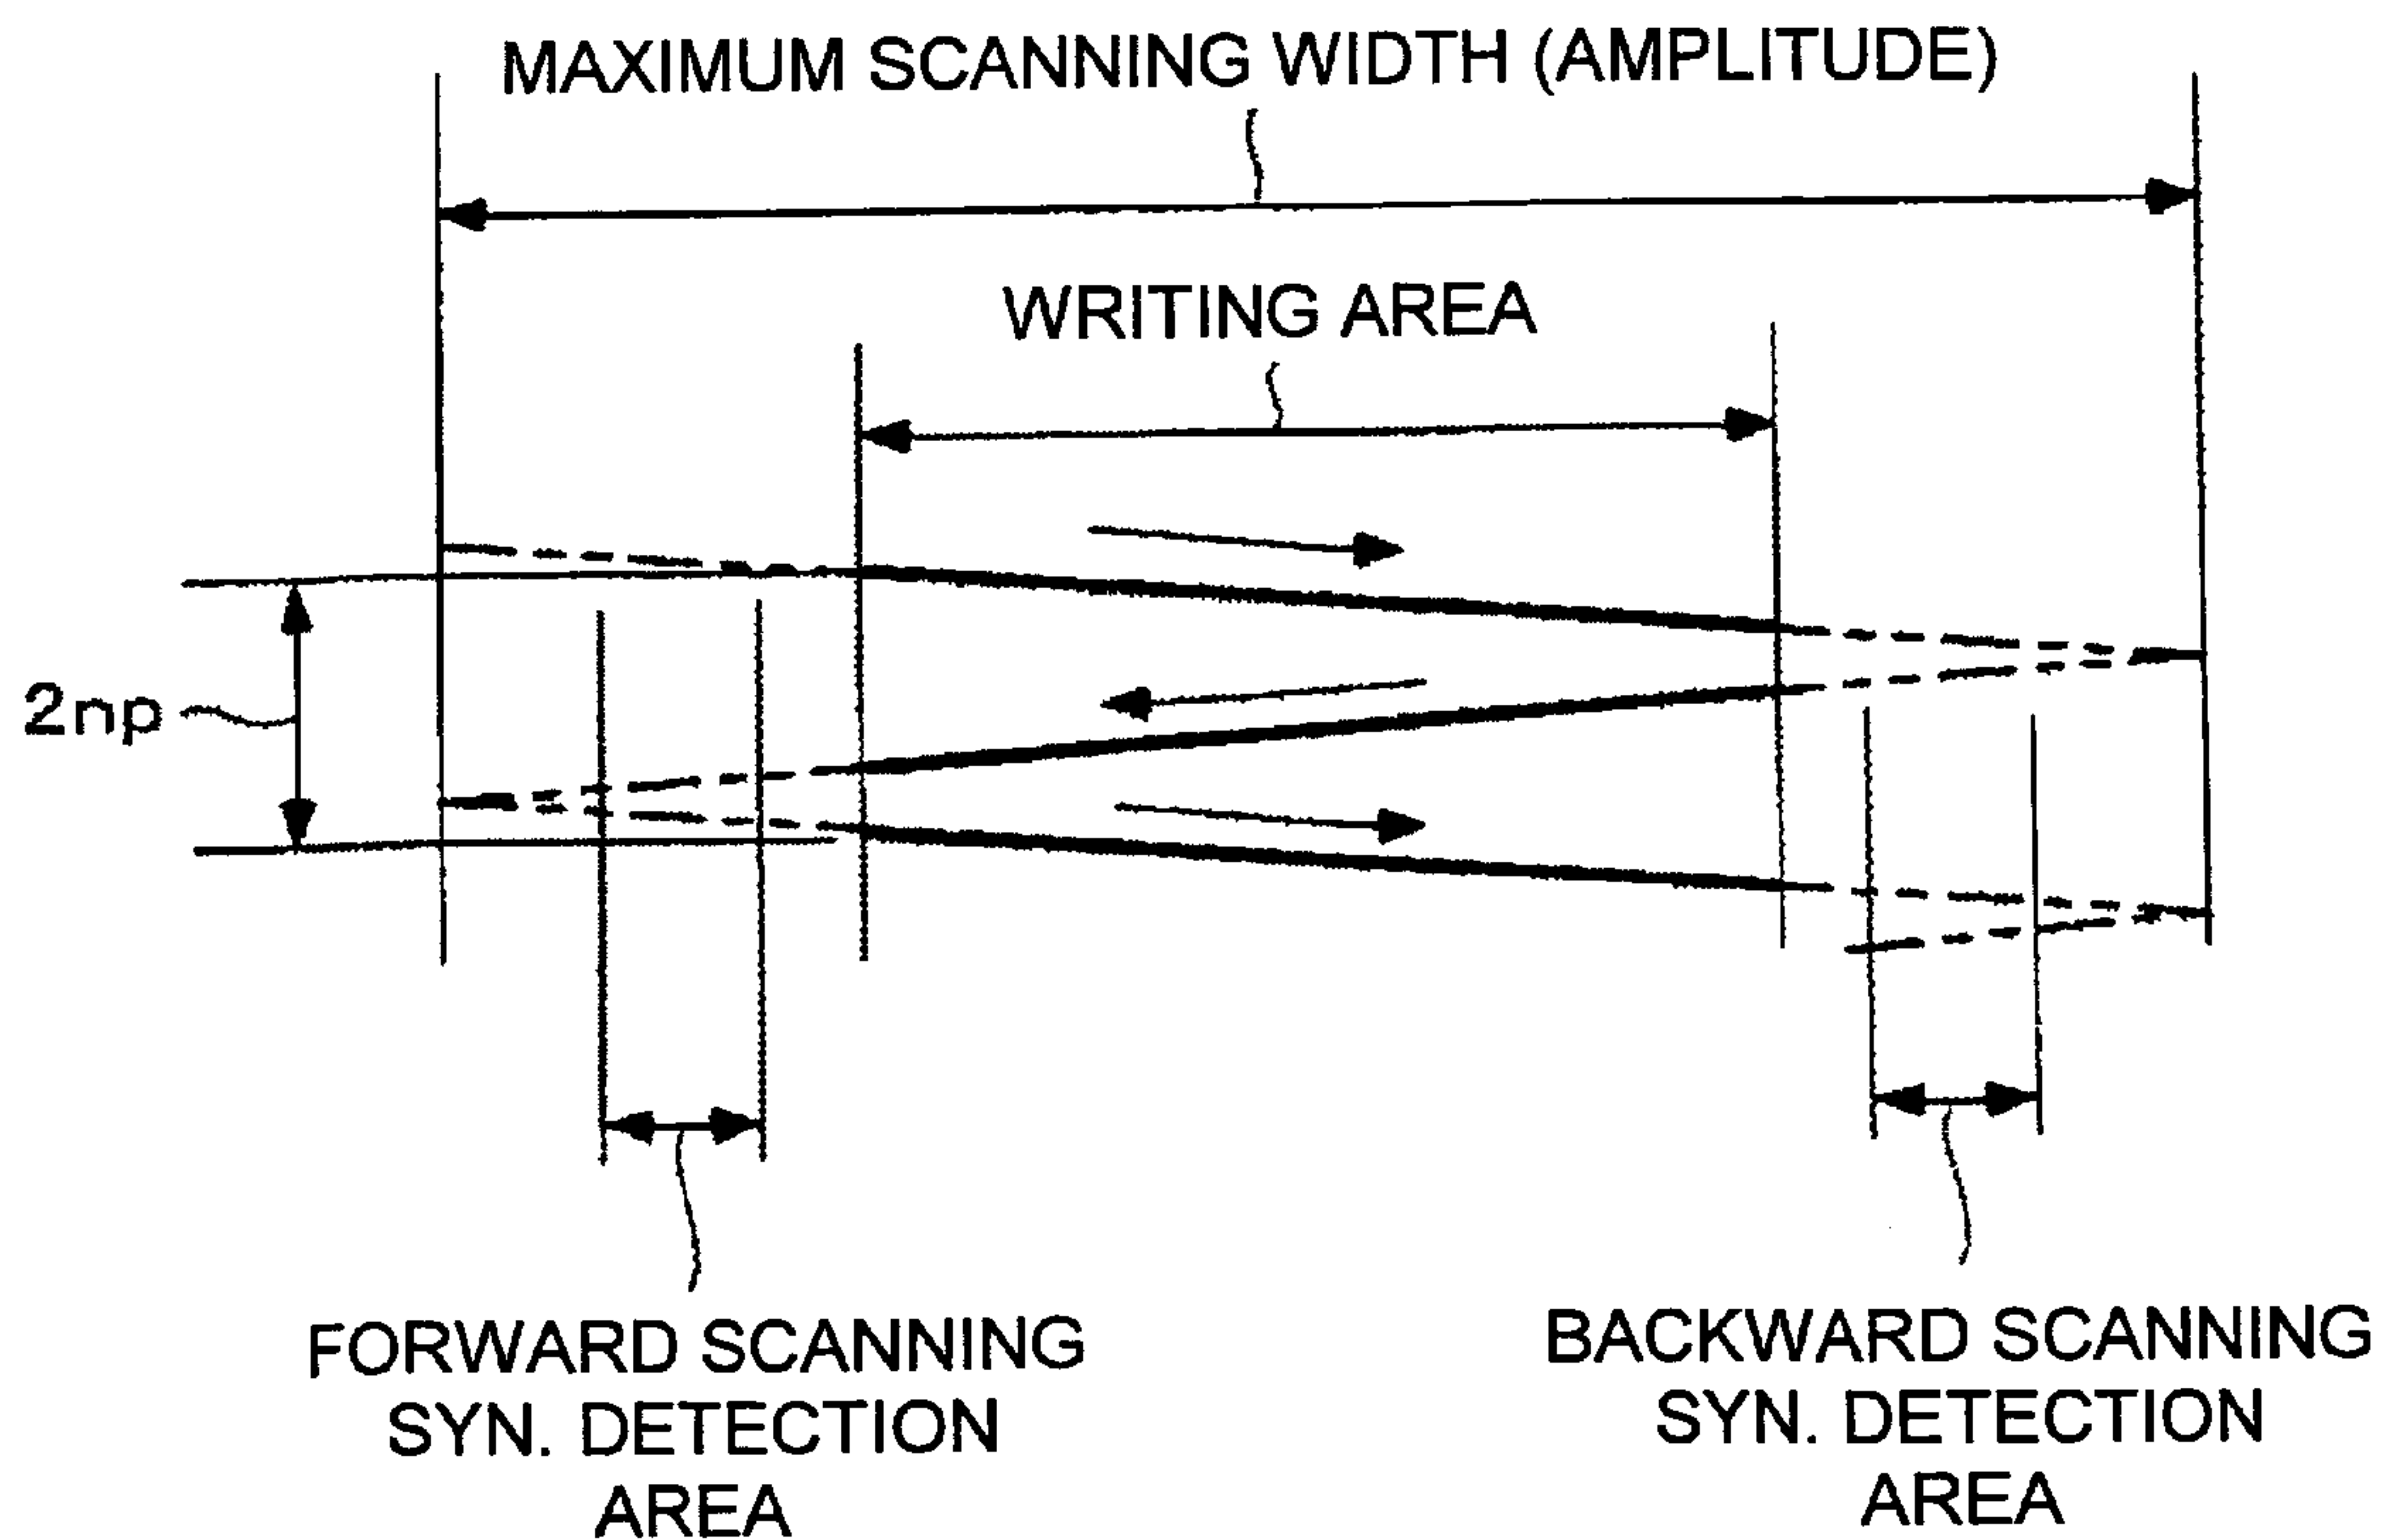 MAXIMUM SCANNING WIDTH (AMPLITUDE)
WRITING AREA
2np
FORWARD SCANNING
SYN. DETECTION
AREA
BACKWARD SCANNING
SYN. DETECTION
AREA